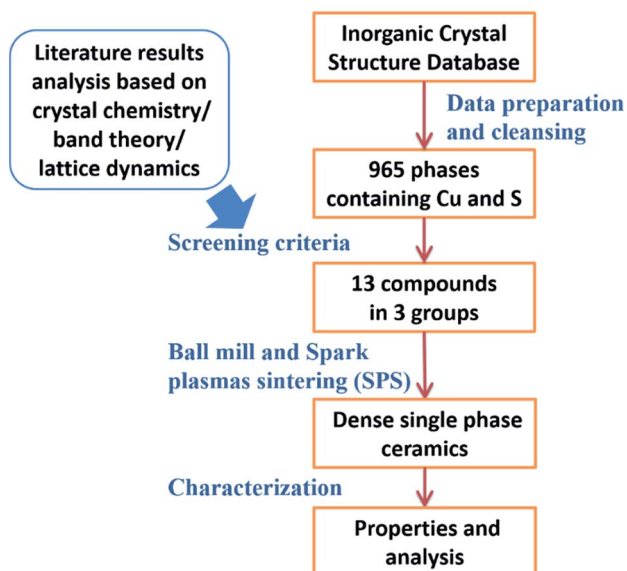 Literature results
analysis based on
crystal chemistry/
band theory/
lattice dynamics
Inorganic Crystal
Structure Database
Data preparation
and cleansing
965 phases
containing Cu and S
Screening criteria
13 compounds
in 3 groups
Ball mill and Spark
plasmas sintering (SPS)
Dense single phase
ceramics
Characterization
Properties and
analysis